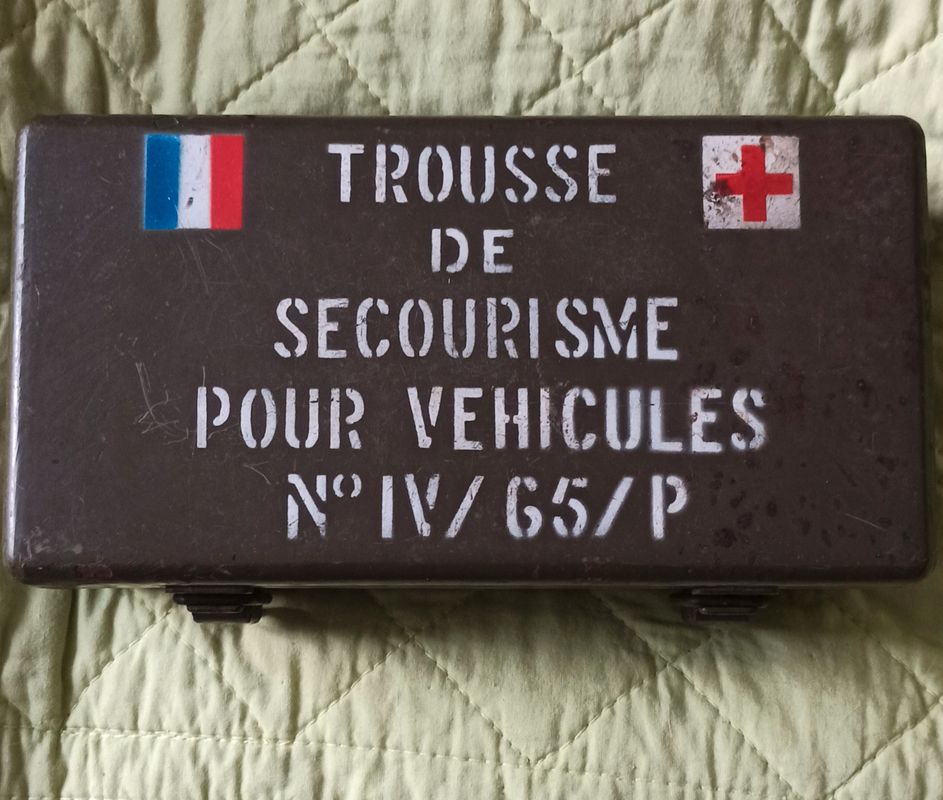 TROUSSE
DE
SECOURISME
POUR VEHICULES
N° IV/65/P